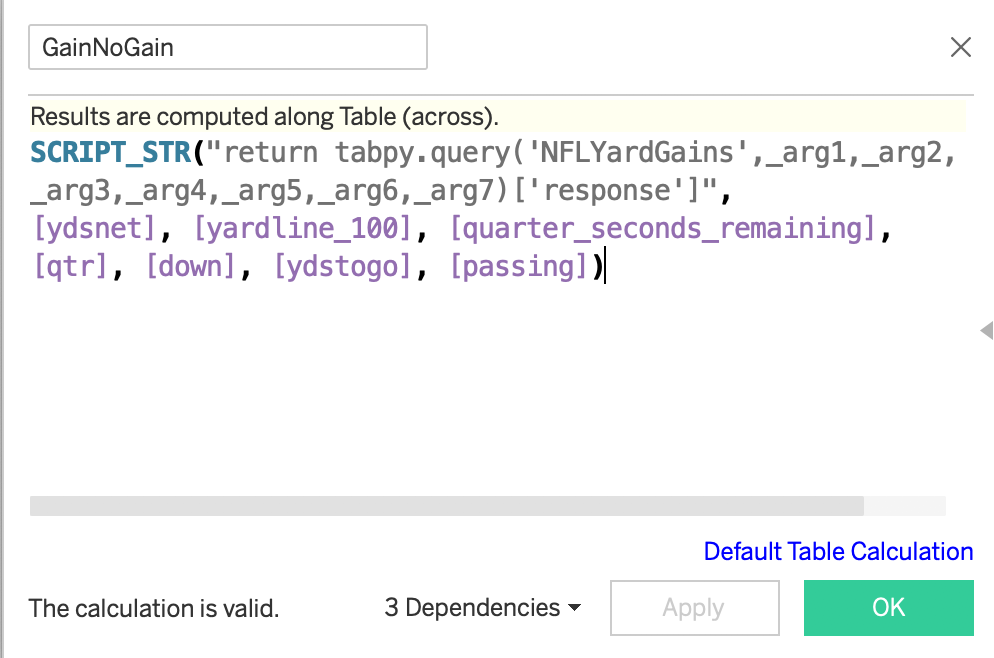 GainNoGain
Results are computed along Table (across).
SCRIPT_STR("return tabpy.query('NFLYardGains',_arg1,_arg2,
_arg3,_arg4,_arg5,_arg6,_arg7)['response']",
[ydsnet], [yardline_100], [quarter_seconds_remaining],
[qtr], [down], [ydstogo], [passing])
Default Table Calculation
The calculation is valid.
3 Dependencies
Apply
OK